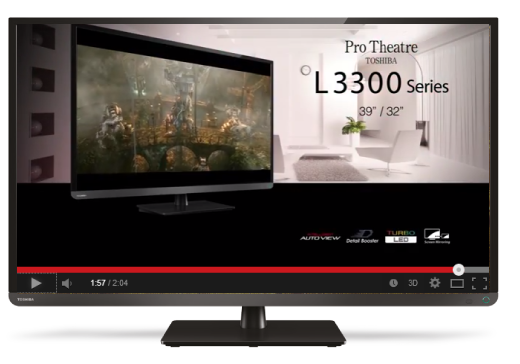 Pro Theatre
TOSHIBA
L3300 Series
39" / 32"
AUTO VIEW
Detail Booster
TURBO
LED
Screen Mirroring
1:57 / 2:04
3D
TOSHIBA